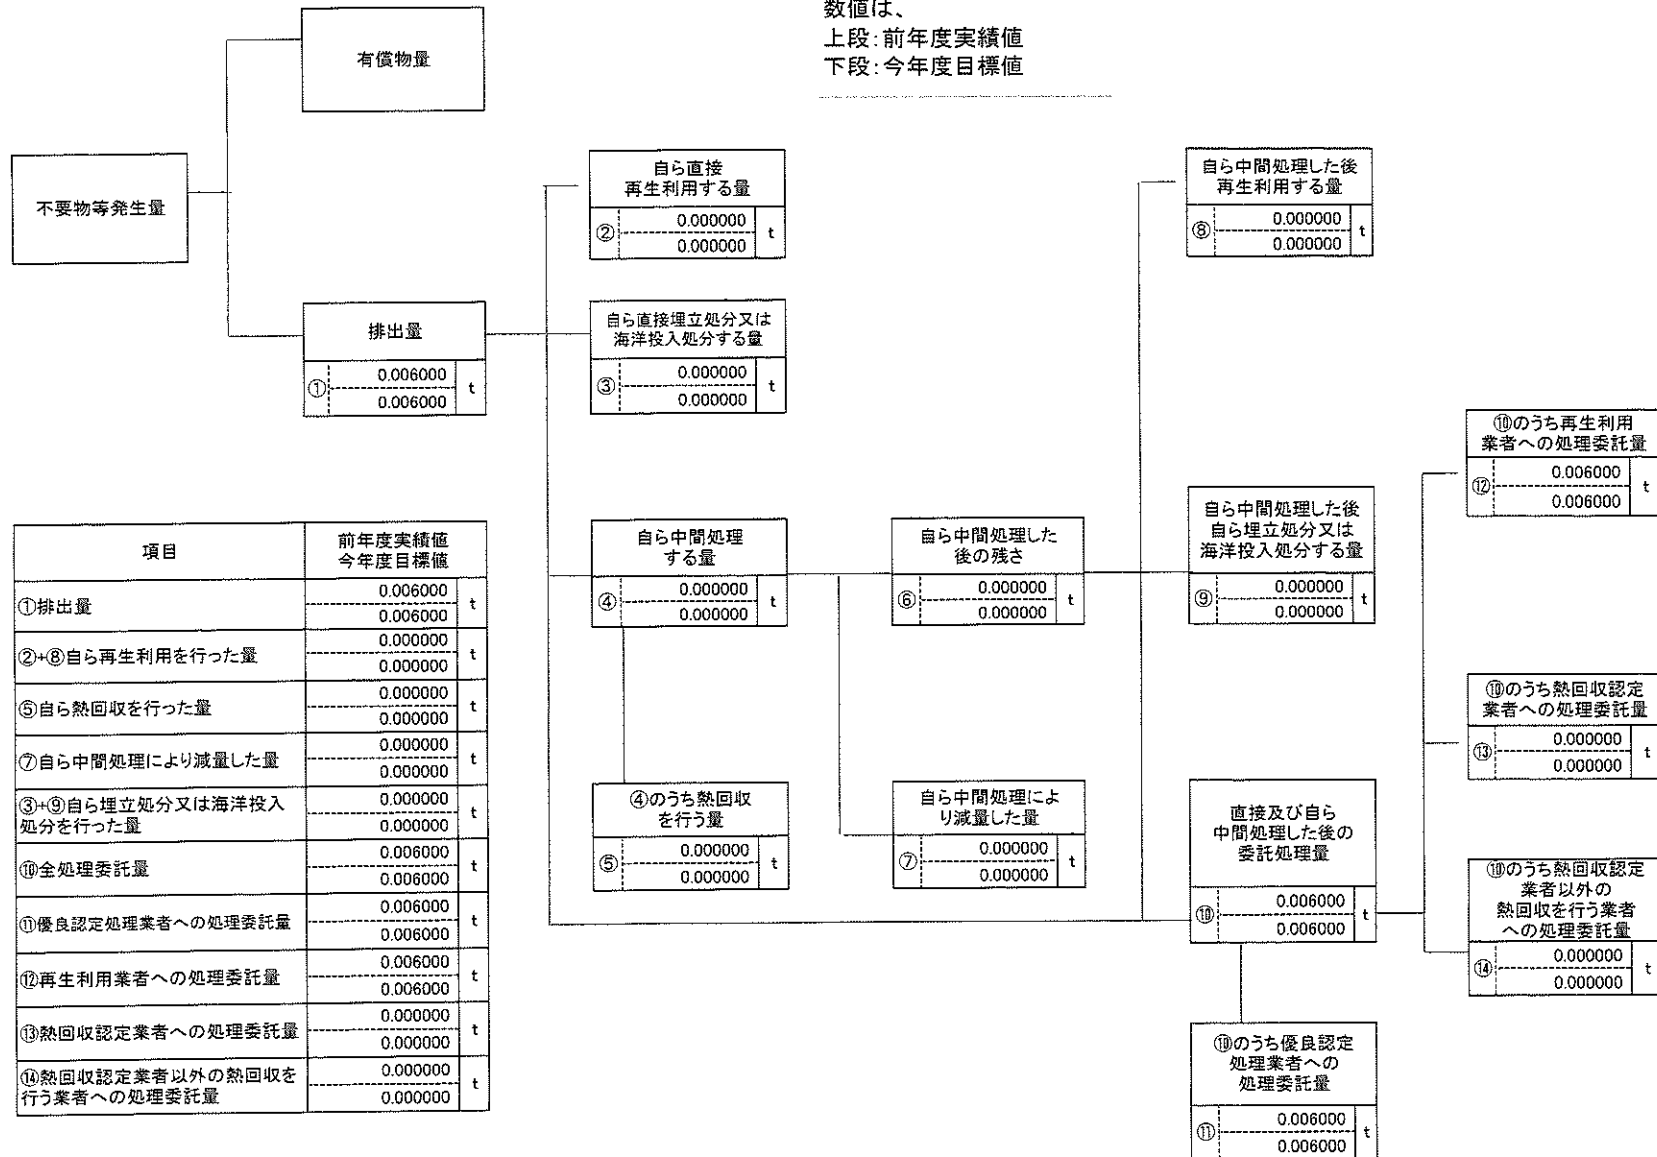 数値は、
上段:前年度実績値
下段:今年度目標値
有償物量
不要物等発生量
排出量
①
0.006000
0.006000
t
自ら直接
再生利用する量
②
0.000000
0.000000
t
自ら直接埋立処分又は
海洋投入処分する量
③
0.000000
0.000000
t
自ら中間処理した後
再生利用する量
⑧
0.000000
0.000000
t
自ら中間処理
する量
④
0.000000
0.000000
t
自ら中間処理した
後の残さ
⑥
0.000000
0.000000
t
自ら中間処理した後
自ら埋立処分又は
海洋投入処分する量
⑨
0.000000
0.000000
t
④のうち熱回収
を行う量
⑤
0.000000
0.000000
t
自ら中間処理によ
り減量した量
⑦
0.000000
0.000000
t
直接及び自ら
中間処理した後の
委託処理量
⑩
0.006000
0.006000
t
⑩のうち再生利用
業者への処理委託量
⑫
0.006000
0.006000
t
⑩のうち熱回収認定
業者への処理委託量
⑬
0.000000
0.000000
t
⑩のうち熱回収認定
業者以外の
熱回収を行う業者
への処理委託量
⑭
0.000000
0.000000
t
⑩のうち優良認定
処理業者への
処理委託量
⑪
0.006000
0.006000
t
項目
前年度実績値
今年度目標値
①排出量
0.006000
0.006000
t
②+⑧自ら再生利用を行った量
0.000000
0.000000
t
⑤自ら熱回収を行った量
0.000000
0.000000
t
⑦自ら中間処理により減量した量
0.000000
0.000000
t
③+⑨自ら埋立処分又は海洋投入
処分を行った量
0.000000
0.000000
t
⑩全処理委託量
0.006000
0.006000
t
⑪優良認定処理業者への処理委託量
0.006000
0.006000
t
⑫再生利用業者への処理委託量
0.006000
0.006000
t
⑬熱回収認定業者への処理委託量
0.000000
0.000000
t
⑭熱回収認定業者以外の熱回収を
行う業者への処理委託量
0.000000
0.000000
t